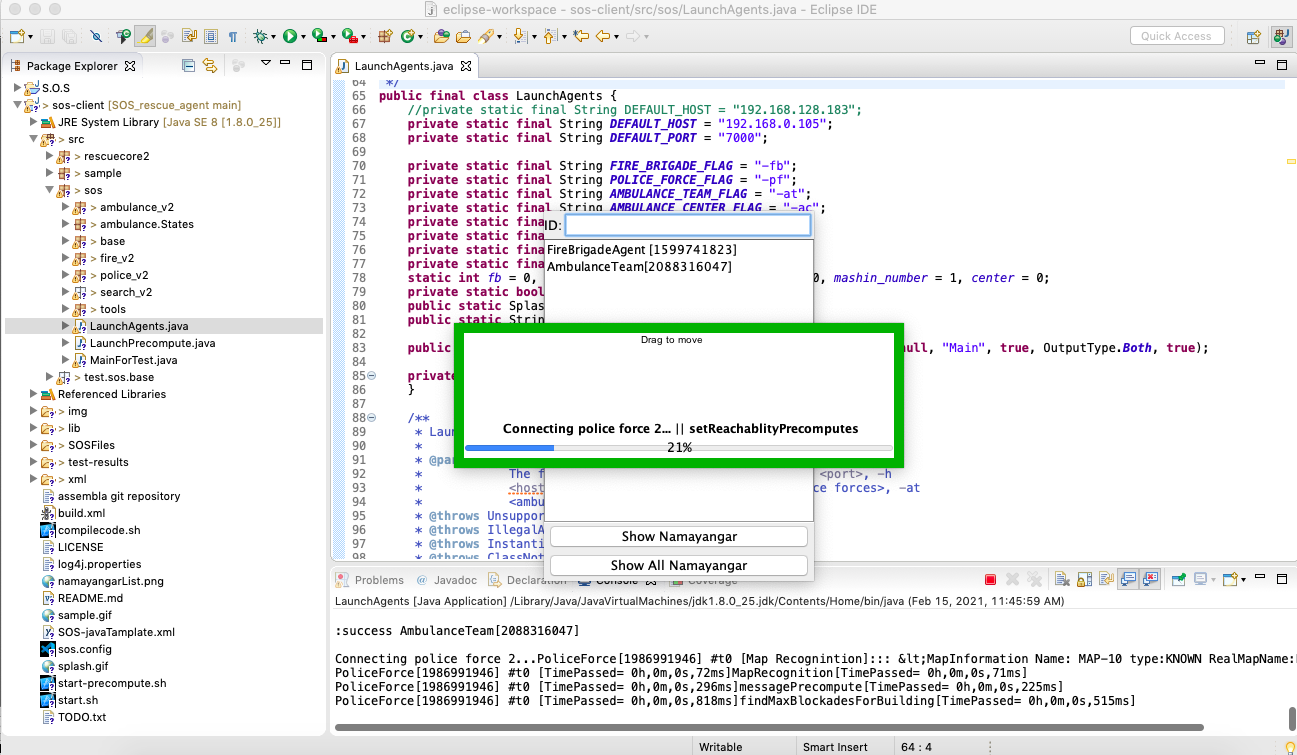 eclipse-workspace - sos-client/src/sos/LaunchAgents.java - Eclipse IDE
Quick Access
Package Explorer
S.O.S
> sos-client [SOS_rescue_agent main]
JRE System Library [Java SE 8 [1.8.0_25]]
> src
> rescuecore2
> sample
> sos
> ambulance_v2
> ambulance.States
> base
> fire_v2
> police_v2
> search_v2
> tools
LaunchAgents.java
LaunchPrecompute.java
MainForTest.java
> test.sos.base
Referenced Libraries
> img
> lib
> SOSFiles
> test-results
> xml
assembla git repository
build.xml
compilecode.sh
LICENSE
log4j.properties
namayangarList.png
README.md
sample.gif
SOS-javaTamplate.xml
sos.config
splash.gif
start-precompute.sh
start.sh
TODO.txt
LaunchAgents.java
64 */
65 public final class LaunchAgents {
66 //private static final String DEFAULT_HOST = "192.168.128.183";
67 private static final String DEFAULT_HOST = "192.168.0.105";
68 private static final String DEFAULT_PORT = "7000";
69
70 private static final String FIRE_BRIGADE_FLAG = "-fb";
71 private static final String POLICE_FORCE_FLAG = "-pf";
72 private static final String AMBULANCE_TEAM_FLAG = "-at";
73 private static final String AMBULANCE_CENTER_FLAG = "-ac";
74 private static final
75 private static final
76 private static final
77 private static final
78 static int fb = 0, 0, mashin_number = 1, center = 0;
79 private static bool
80 public static Splas
81 public static Strin
82
83 public null, "Main", true, OutputType.Both, true);
84
85 private
86 }
87
88 /**
89 * Lau
90 *
91 * @par
92 * The f <port>, -h
93 * <host ce forces>, -at
94 * <ambu
95 * @throws Unsuppor
96 * @throws IllegalA
97 * @throws Instanti
98 * @throws ClassNot
ID:
FireBrigadeAgent [1599741823]
AmbulanceTeam[2088316047]
Drag to move
Connecting police force 2... || setReachablityPrecomputes
21%
Show Namayangar
Show All Namayangar
Problems @ Javadoc Declaration Console Coverage
LaunchAgents [Java Application] /Library/Java/JavaVirtualMachines/jdk1.8.0_25.jdk/Contents/Home/bin/java (Feb 15, 2021, 11:45:59 AM)
:success AmbulanceTeam[2088316047]
Connecting police force 2...PoliceForce[1986991946] #t0 [Map Recognintion]::: &lt;MapInformation Name: MAP-10 type:KNOWN RealMapName:
PoliceForce[1986991946] #t0 [TimePassed= 0h,0m,0s,72ms]MapRecognition[TimePassed= 0h,0m,0s,71ms]
PoliceForce[1986991946] #t0 [TimePassed= 0h,0m,0s,296ms]messagePrecompute[TimePassed= 0h,0m,0s,225ms]
PoliceForce[1986991946] #t0 [TimePassed= 0h,0m,0s,818ms]findMaxBlockadesForBuilding[TimePassed= 0h,0m,0s,515ms]
Writable Smart Insert 64 : 4